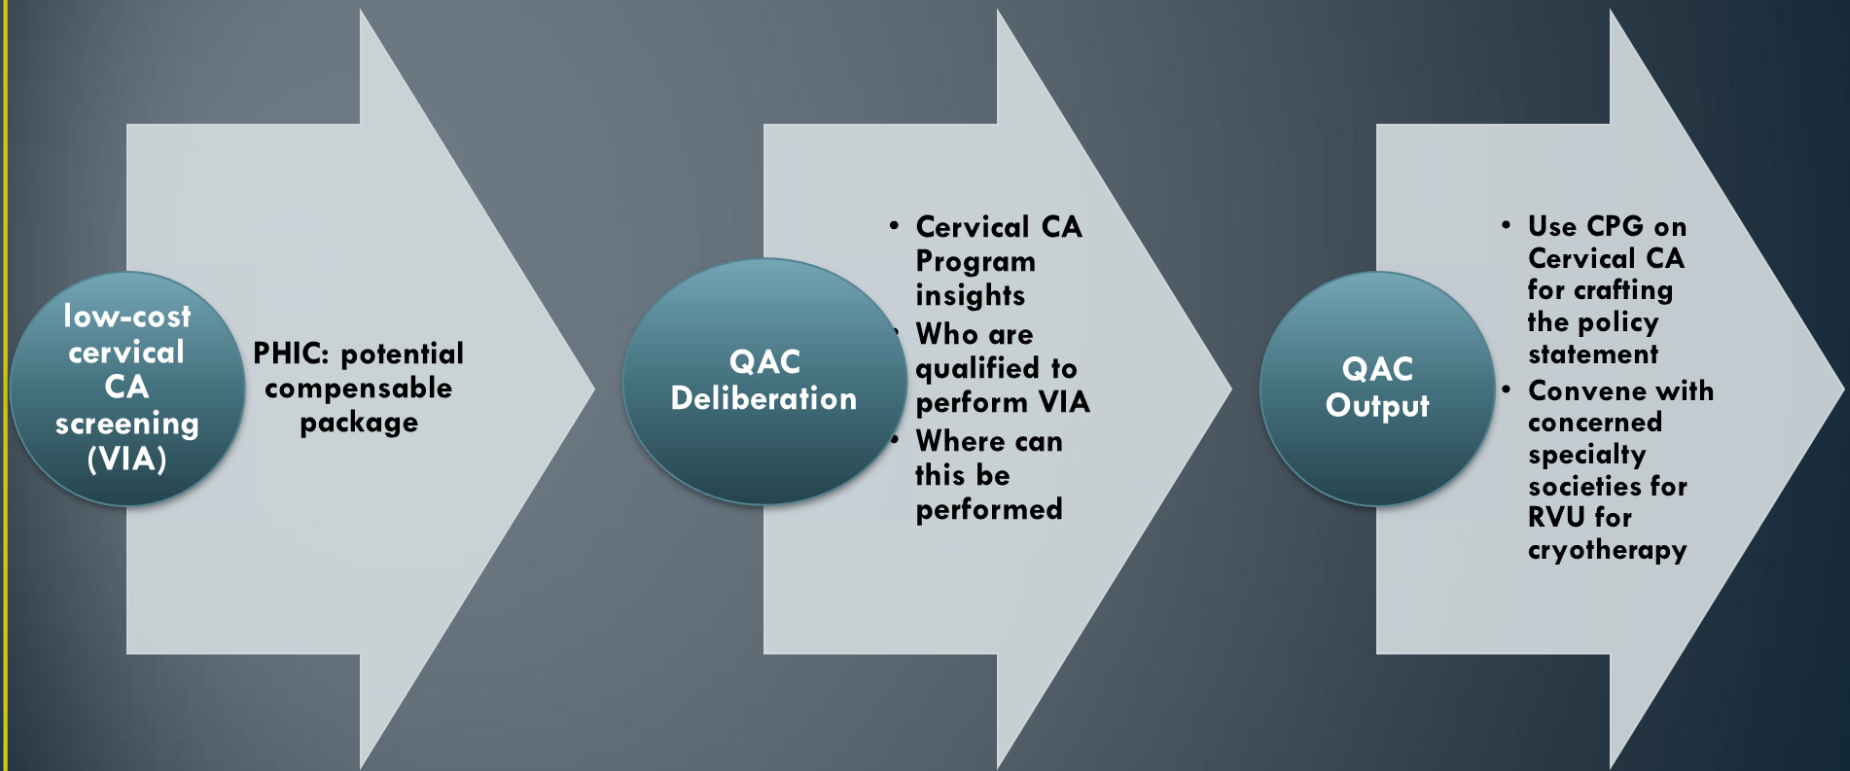 low-cost
cervical
CA
screening
(VIA)
PHIC: potential
compensable
package
QAC
Deliberation
• Cervical CA
Program
insights
• Who are
qualified to
perform VIA
• Where can
this be
performed
QAC
Output
• Use CPG on
Cervical CA
for crafting
the policy
statement
• Convene with
concerned
specialty
societies for
RVU for
cryotherapy